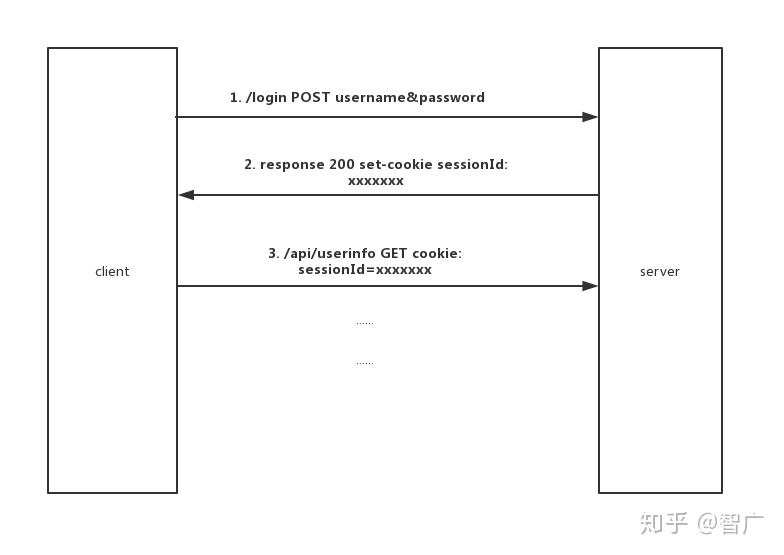 1. /login POST username&password
2. response 200 set-cookie sessionId:
xxxxxxx
3. /api/userinfo GET cookie:
sessionId=xxxxxxx
client
server
......
......
知乎 @智广